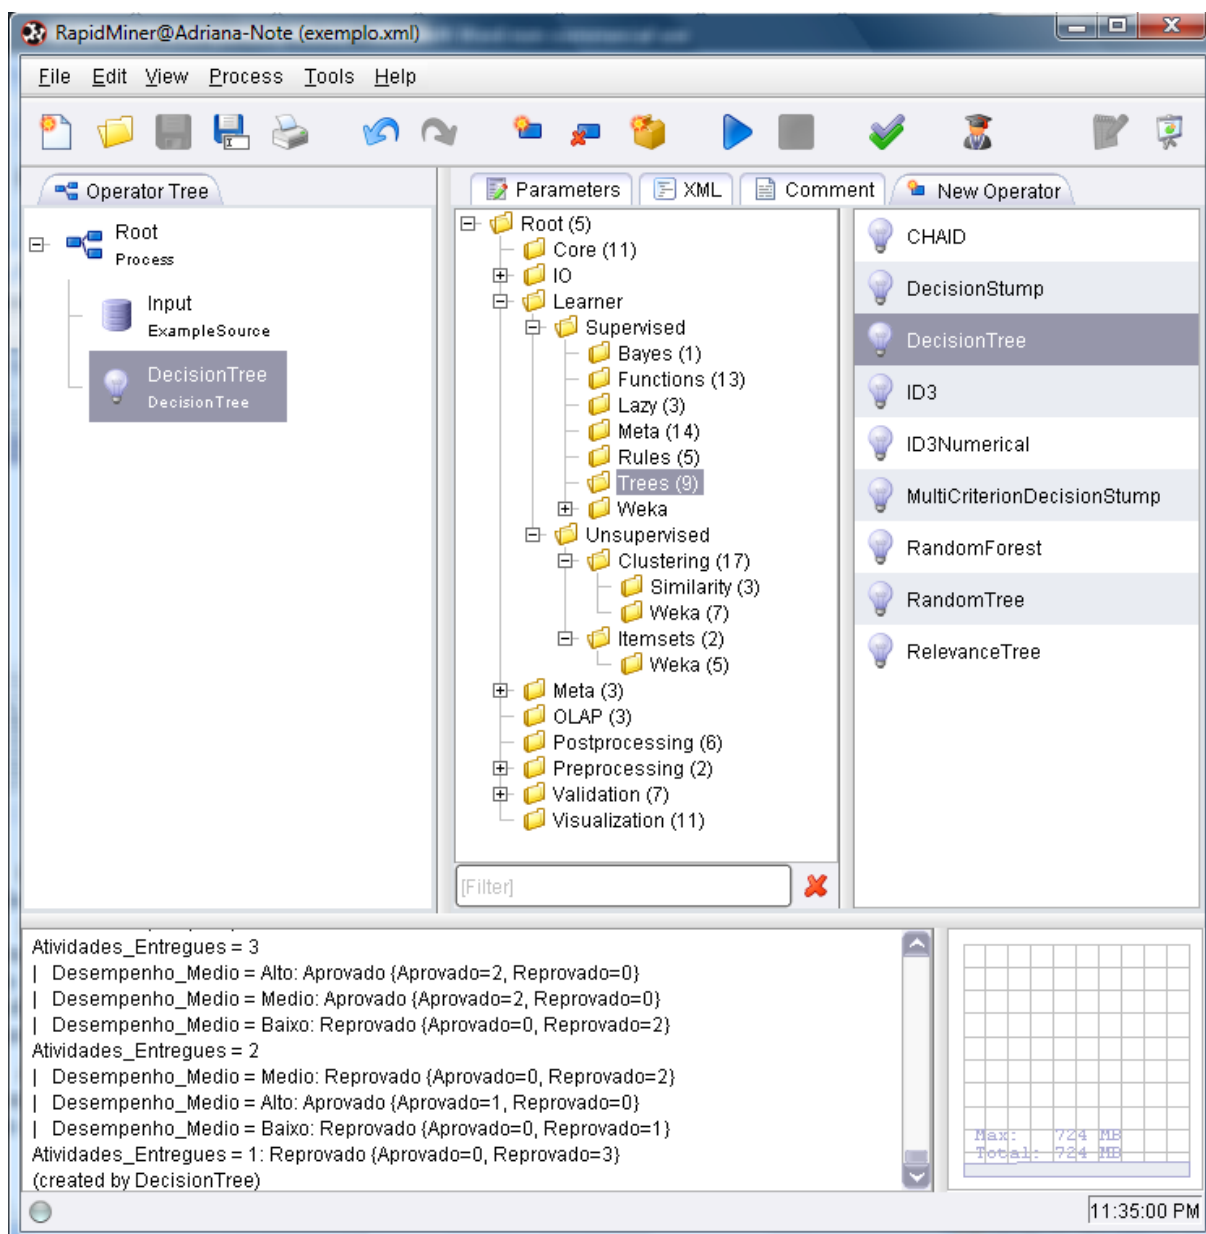 RapidMiner@Adriana-Note (exemplo.xml)
File Edit View Process Tools Help
Operator Tree
Parameters XML Comment New Operator
Root
Process
Input
ExampleSource
DecisionTree
DecisionTree
Root (5)
Core (11)
IO
Learner
Supervised
Bayes (1)
Functions (13)
Lazy (3)
Meta (14)
Rules (5)
Trees (9)
Weka
Unsupervised
Clustering (17)
Similarity (3)
Weka (7)
Itemsets (2)
Weka (5)
Meta (3)
OLAP (3)
Postprocessing (6)
Preprocessing (2)
Validation (7)
Visualization (11)
[Filter]
CHAID
DecisionStump
DecisionTree
ID3
ID3Numerical
MultiCriterionDecisionStump
RandomForest
RandomTree
RelevanceTree
Atividades_Entregues = 3
| Desempenho_Medio = Alto: Aprovado {Aprovado=2, Reprovado=0}
| Desempenho_Medio = Medio: Aprovado {Aprovado=2, Reprovado=0}
| Desempenho_Medio = Baixo: Reprovado {Aprovado=0, Reprovado=2}
Atividades_Entregues = 2
| Desempenho_Medio = Medio: Reprovado {Aprovado=0, Reprovado=2}
| Desempenho_Medio = Alto: Aprovado {Aprovado=1, Reprovado=0}
| Desempenho_Medio = Baixo: Reprovado {Aprovado=0, Reprovado=1}
Atividades_Entregues = 1: Reprovado {Aprovado=0, Reprovado=3}
(created by DecisionTree)
Max: 724 MB
Total: 724 MB
11:35:00 PM